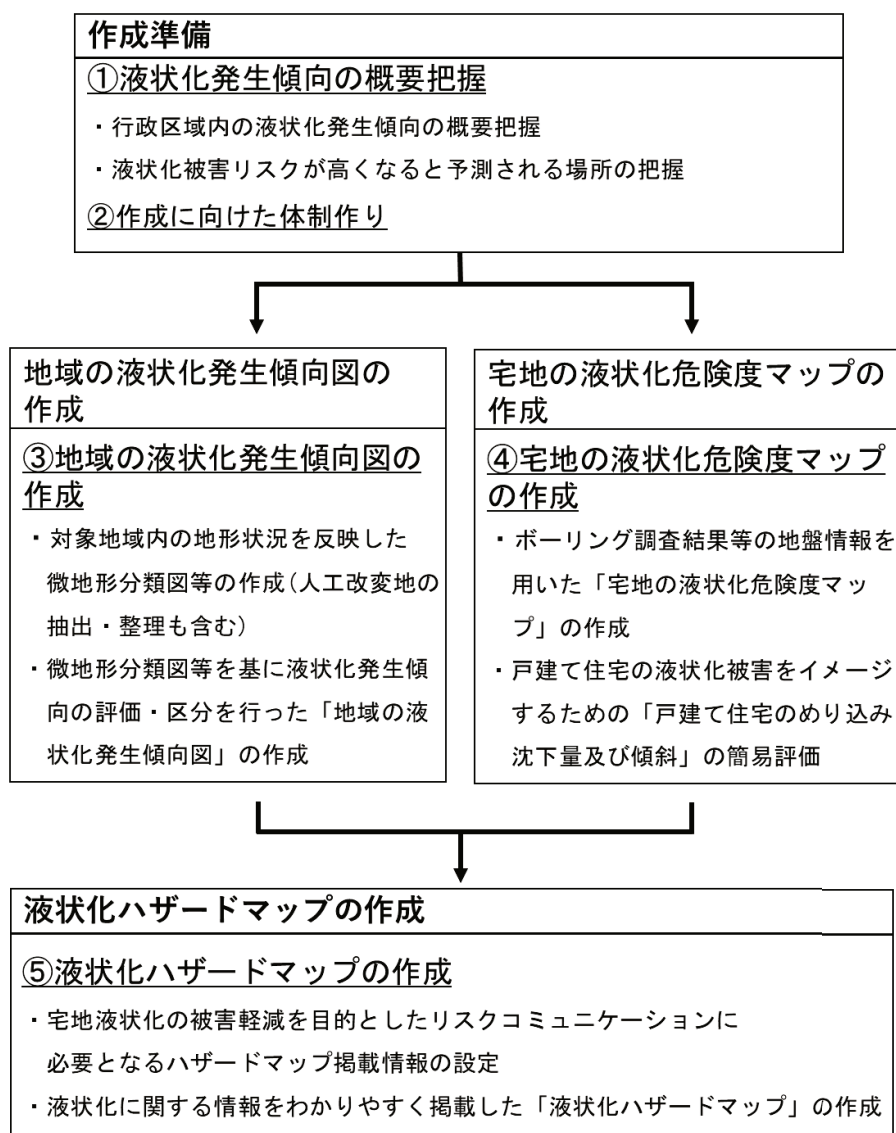 作成準備
①液状化発生傾向の概要把握
・行政区域内の液状化発生傾向の概要把握
・液状化被害リスクが高くなると予測される場所の把握
②作成に向けた体制作り
地域の液状化発生傾向図の
作成
③地域の液状化発生傾向図の
作成
・対象地域内の地形状況を反映した
微地形分類図等の作成(人工改変地の
抽出・整理も含む)
・微地形分類図等を基に液状化発生傾
向の評価・区分を行った「地域の液
状化発生傾向図」の作成
宅地の液状化危険度マップの
作成
④宅地の液状化危険度マップ
の作成
・ボーリング調査結果等の地盤情報を
用いた「宅地の液状化危険度マッ
プ」の作成
・戸建て住宅の液状化被害をイメージ
するための「戸建て住宅のめり込み
沈下量及び傾斜」の簡易評価
液状化ハザードマップの作成
⑤液状化ハザードマップの作成
・宅地液状化の被害軽減を目的としたリスクコミュニケーションに
必要となるハザードマップ掲載情報の設定
・液状化に関する情報をわかりやすく掲載した「液状化ハザードマップ」の作成